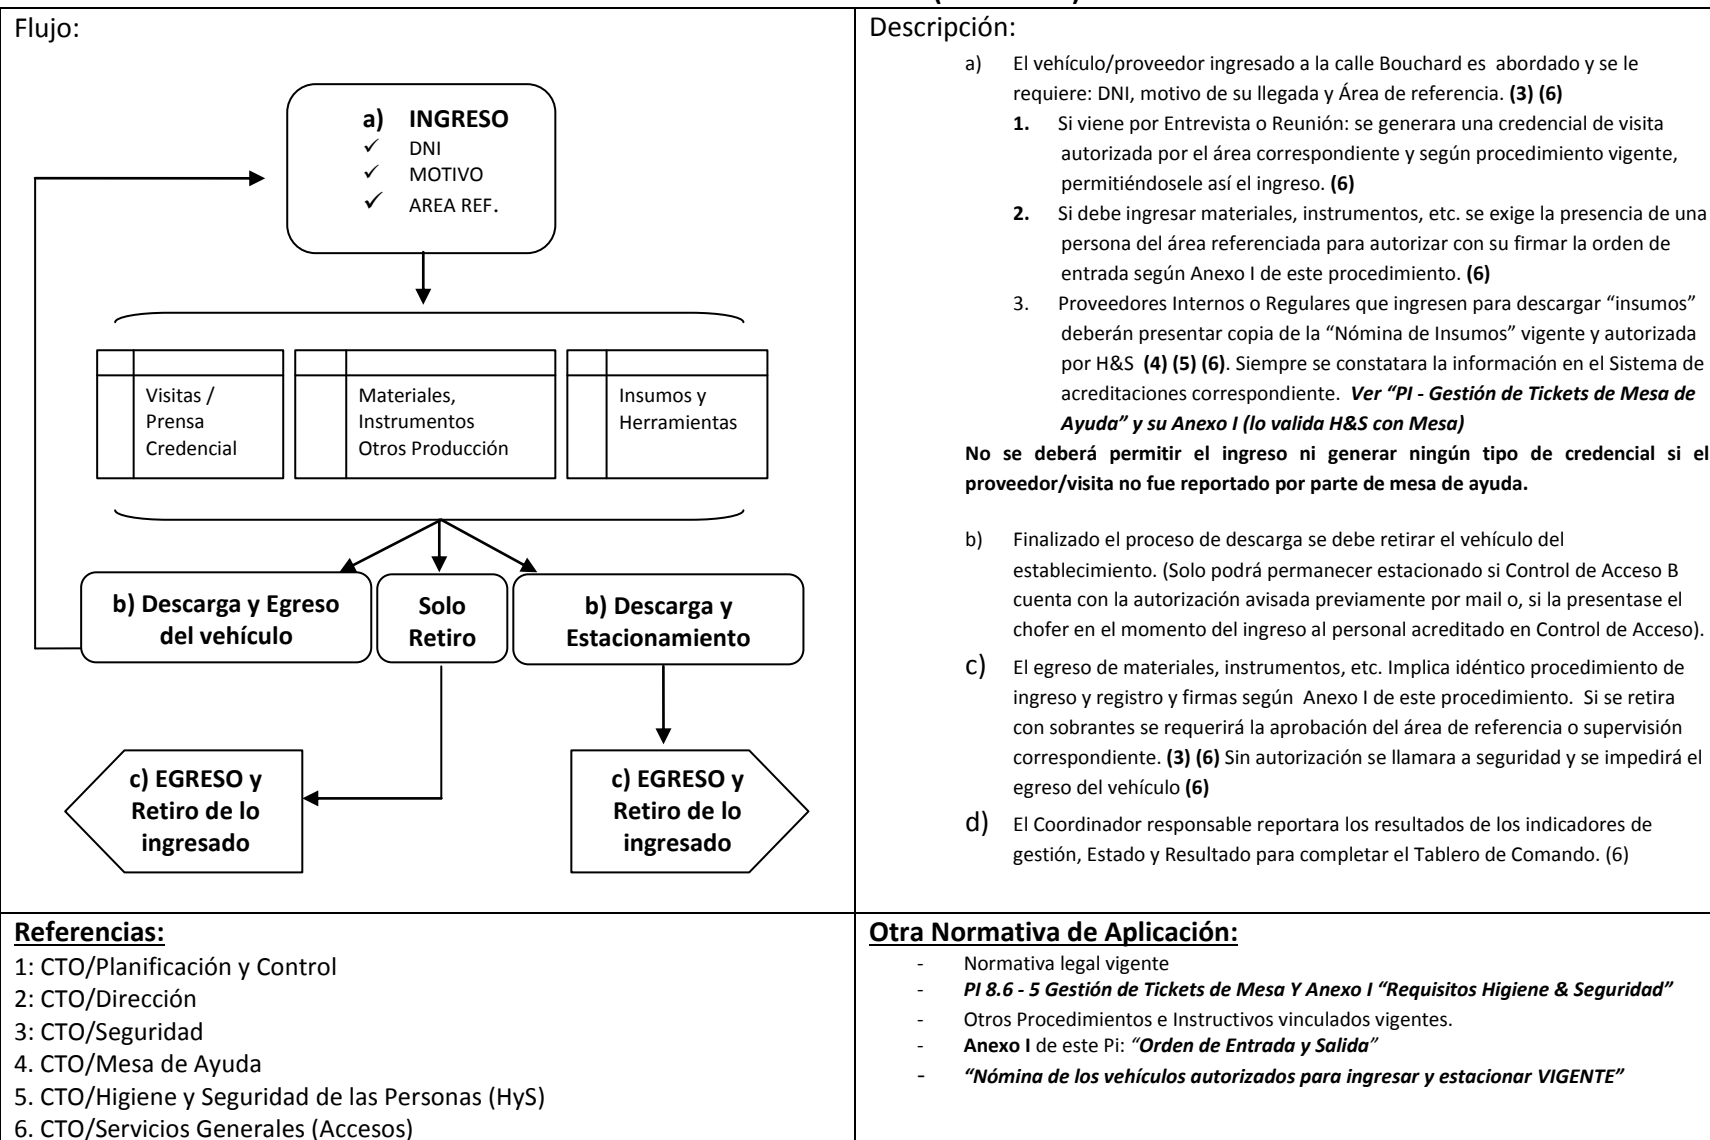 Flujo:
a) INGRESO
✓ DNI
✓ MOTIVO
✓ AREA REF.
Visitas /
Prensa
Credencial
Materiales,
Instrumentos
Otros Producción
Insumos y
Herramientas
b) Descarga y Egreso
del vehículo
Solo
Retiro
b) Descarga y
Estacionamiento
c) EGRESO y
Retiro de lo
ingresado
c) EGRESO y
Retiro de lo
ingresado
Descripción:
a) El vehículo/proveedor ingresado a la calle Bouchard es abordado y se le
requiere: DNI, motivo de su llegada y Área de referencia. (3) (6)
1. Si viene por Entrevista o Reunión: se generara una credencial de visita
autorizada por el área correspondiente y según procedimiento vigente,
permitiéndosele así el ingreso. (6)
2. Si debe ingresar materiales, instrumentos, etc. se exige la presencia de una
persona del área referenciada para autorizar con su firmar la orden de
entrada según Anexo I de este procedimiento. (6)
3. Proveedores Internos o Regulares que ingresen para descargar “insumos”
deberán presentar copia de la “Nómina de Insumos” vigente y autorizada
por H&S (4) (5) (6). Siempre se constatara la información en el Sistema de
acreditaciones correspondiente. Ver “PI - Gestión de Tickets de Mesa de
Ayuda” y su Anexo I (lo valida H&S con Mesa)
No se deberá permitir el ingreso ni generar ningún tipo de credencial si el
proveedor/visita no fue reportado por parte de mesa de ayuda.
b) Finalizado el proceso de descarga se debe retirar el vehículo del
establecimiento. (Solo podrá permanecer estacionado si Control de Acceso B
cuenta con la autorización avisada previamente por mail o, si la presentase el
chofer en el momento del ingreso al personal acreditado en Control de Acceso).
c) El egreso de materiales, instrumentos, etc. Implica idéntico procedimiento de
ingreso y registro y firmas según Anexo I de este procedimiento. Si se retira
con sobrantes se requerirá la aprobación del área de referencia o supervisión
correspondiente. (3) (6) Sin autorización se llamara a seguridad y se impedirá el
egreso del vehículo (6)
d) El Coordinador responsable reportara los resultados de los indicadores de
gestión, Estado y Resultado para completar el Tablero de Comando. (6)
Referencias:
1: CTO/Planificación y Control
2: CTO/Dirección
3: CTO/Seguridad
4. CTO/Mesa de Ayuda
5. CTO/Higiene y Seguridad de las Personas (HyS)
6. CTO/Servicios Generales (Accesos)
Otra Normativa de Aplicación:
- Normativa legal vigente
- PI 8.6 - 5 Gestión de Tickets de Mesa Y Anexo I “Requisitos Higiene & Seguridad”
- Otros Procedimientos e Instructivos vinculados vigentes.
- Anexo I de este Pi: “Orden de Entrada y Salida”
- “Nómina de los vehículos autorizados para ingresar y estacionar VIGENTE”